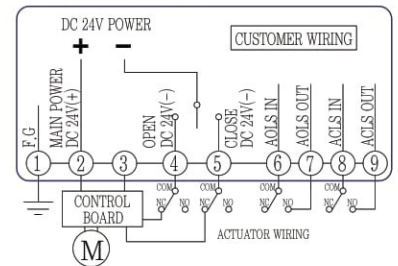 DC 24V POWER
+ −
CUSTOMER WIRING
F.G
MAIN POWER
DC 24V(+)
OPEN
DC 24V(−)
CLOSE
DC 24V(−)
AOLS IN
AOLS OUT
ACLS IN
ACLS OUT
1 2 3 4 5 6 7 8 9
COM COM COM COM
NC NO NC NO NC NO NC NO
CONTROL
BOARD
M
ACTUATOR WIRING